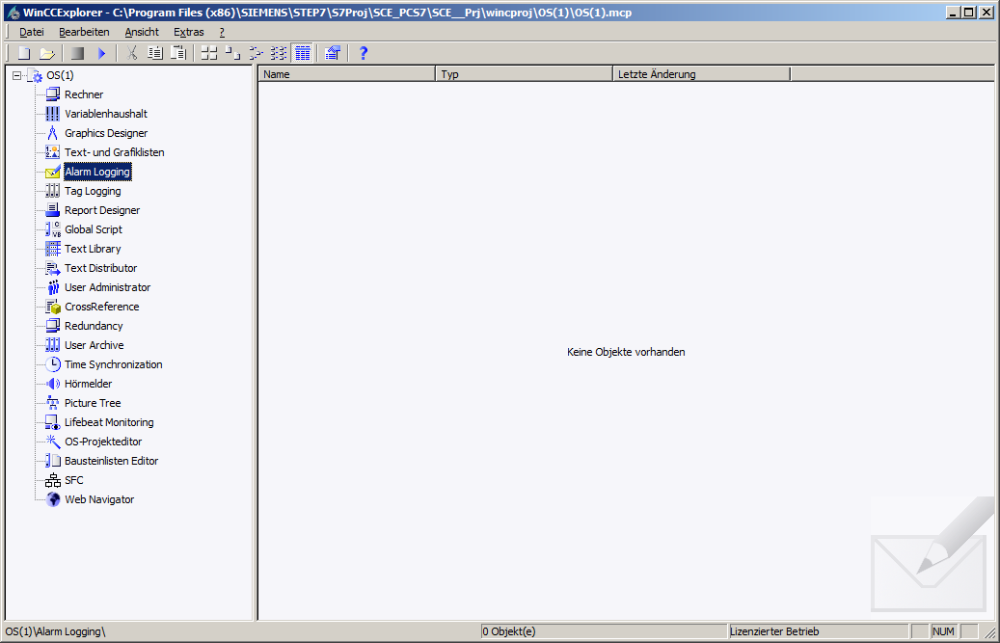 WinCCExplorer - C:\Program Files (x86)\SIEMENS\STEP7\S7Proj\SCE_PCS7\SCE__Prj\wincproj\OS(1)\OS(1).mcp
Datei Bearbeiten Ansicht Extras ?
OS(1)
Rechner
Variablenhaushalt
Graphics Designer
Text- und Grafiklisten
Alarm Logging
Tag Logging
Report Designer
Global Script
Text Library
Text Distributor
User Administrator
CrossReference
Redundancy
User Archive
Time Synchronization
Hörmelder
Picture Tree
Lifebeat Monitoring
OS-Projekteditor
Bausteinlisten Editor
SFC
Web Navigator
Name Typ Letzte Änderung
Keine Objekte vorhanden
OS(1)\Alarm Logging\ 0 Objekt(e) Lizenzierter Betrieb NUM